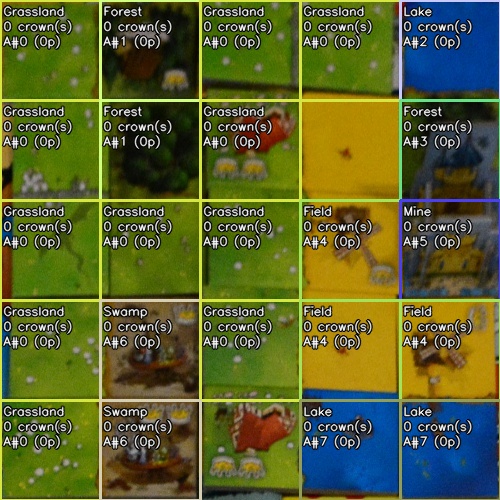 Grassland
0 crown(s)
A#0 (0p)
Forest
0 crown(s)
A#1 (0p)
Grassland
0 crown(s)
A#0 (0p)
Grassland
0 crown(s)
A#0 (0p)
Lake
0 crown(s)
A#2 (0p)
Grassland
0 crown(s)
A#0 (0p)
Forest
0 crown(s)
A#1 (0p)
Grassland
0 crown(s)
A#0 (0p)
Forest
0 crown(s)
A#3 (0p)
Grassland
0 crown(s)
A#0 (0p)
Grassland
0 crown(s)
A#0 (0p)
Grassland
0 crown(s)
A#0 (0p)
Field
0 crown(s)
A#4 (0p)
Mine
0 crown(s)
A#5 (0p)
Grassland
0 crown(s)
A#0 (0p)
Swamp
0 crown(s)
A#6 (0p)
Grassland
0 crown(s)
A#0 (0p)
Field
0 crown(s)
A#4 (0p)
Field
0 crown(s)
A#4 (0p)
Grassland
0 crown(s)
A#0 (0p)
Swamp
0 crown(s)
A#6 (0p)
Grassland
0 crown(s)
A#0 (0p)
Lake
0 crown(s)
A#7 (0p)
Lake
0 crown(s)
A#7 (0p)